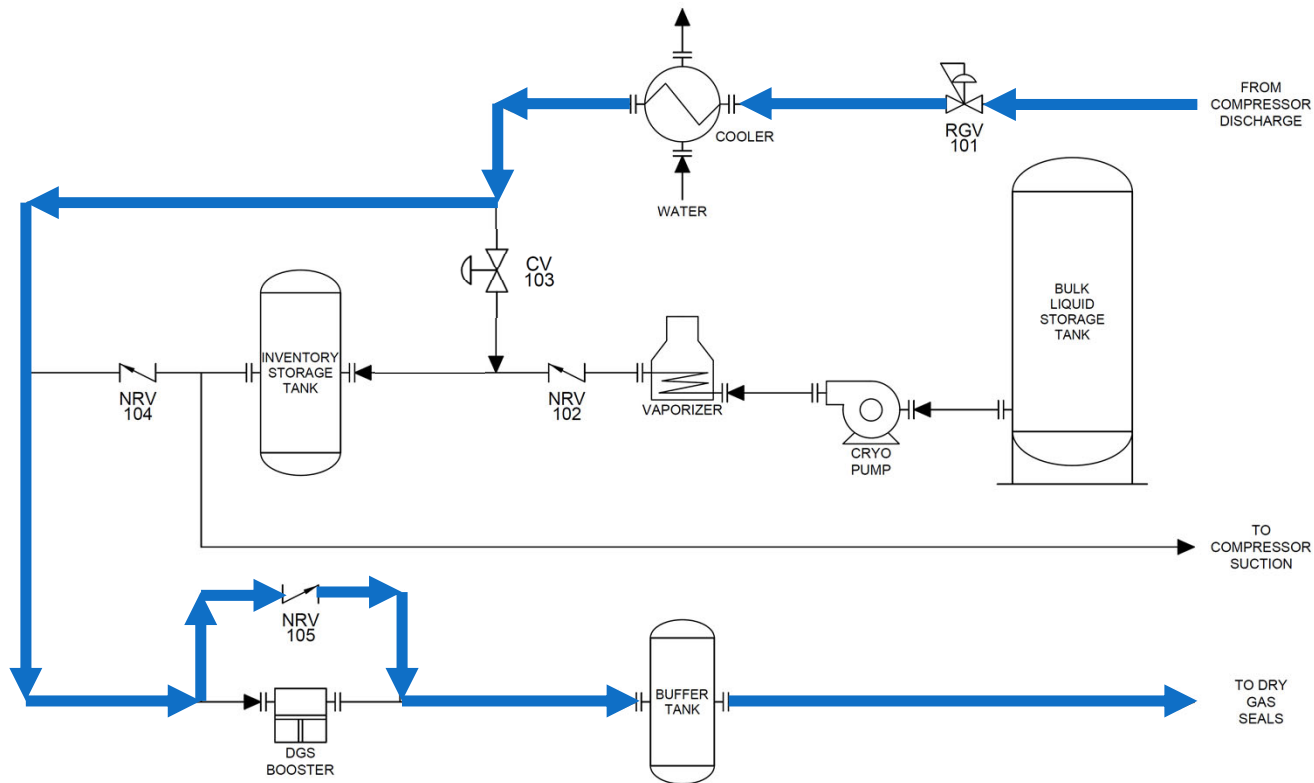 FROM
COMPRESSOR
DISCHARGE
RGV
101
COOLER
WATER
CV
103
BULK
LIQUID
STORAGE
TANK
INVENTORY
STORAGE
TANK
NRV
104
NRV
102
VAPORIZER
CRYO
PUMP
TO
COMPRESSOR
SUCTION
NRV
105
DGS
BOOSTER
BUFFER
TANK
TO DRY
GAS
SEALS